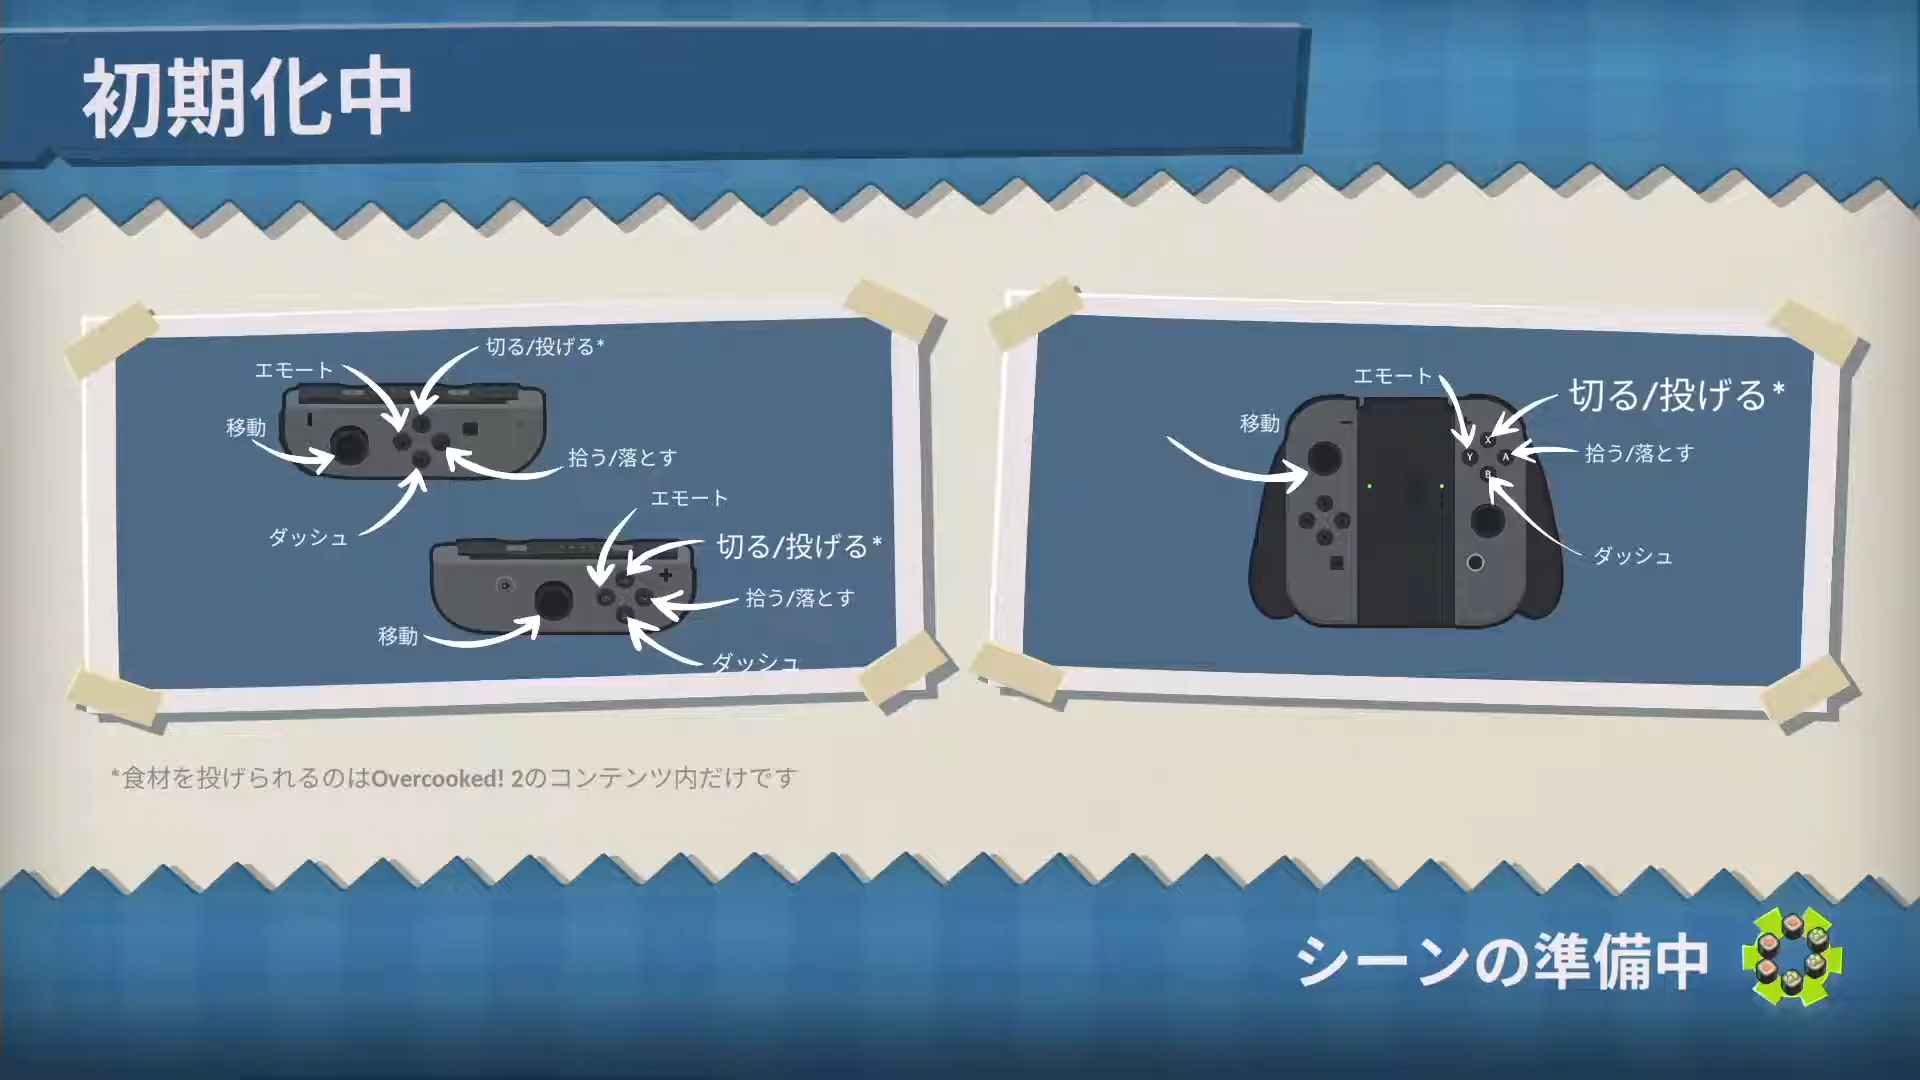 初期化中
切る/投げる*
エモート
移動
拾う/落とす
ダッシュ
エモート
切る/投げる*
拾う/落とす
移動
ダッシュ
エモート
切る/投げる*
移動
拾う/落とす
X
Y
A
B
ダッシュ
*食材を投げられるのはOvercooked! 2のコンテンツ内だけです
シーンの準備中